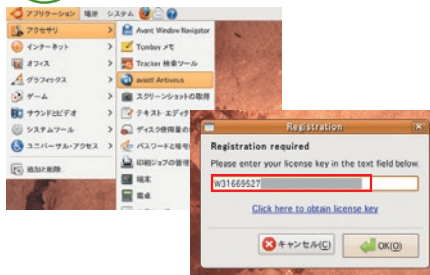 アプリケーション 場所 システム
アクセサリ
インターネット
オフィス
グラフィックス
ゲーム
サウンドとビデオ
システムツール
ユニバーサル・アクセス
追加と削除...
Avant Window Navigator
Tomboy メモ
Tracker 検索ツール
avast! Antivirus
スクリーンショットの取得
テキスト・エディタ
ディスク使用量の
パスワードと暗号
印刷ジョブの管理
端末
電卓
Registration
Registration required
Please enter your license key in the text field below.
W31669527
Click here to obtain license key
キャンセル(C)
OK(O)